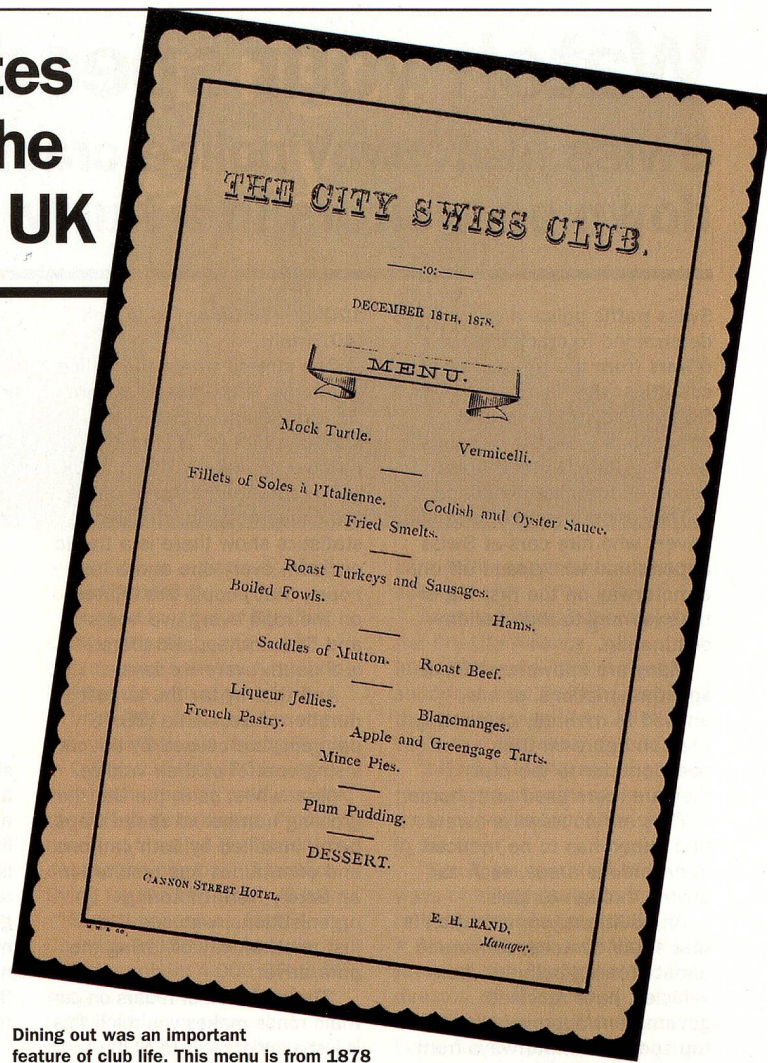 tes
he
UK
THE CITY SWISS CLUB.
—:o:—
DECEMBER 18TH, 1878.
MENU.
Mock Turtle. Vermicelli.
Fillets of Soles à l'Italienne. Codfish and Oyster Sauce.
Fried Smelts.
Roast Turkeys and Sausages.
Boiled Fowls. Hams.
Saddles of Mutton. Roast Beef.
Liqueur Jellies. Blancmanges.
French Pastry. Apple and Greengage Tarts.
Mince Pies.
Plum Pudding.
DESSERT.
CANNON STREET HOTEL. E. H. RAND,
Manager.
Dining out was an important
feature of club life. This menu is from 1878